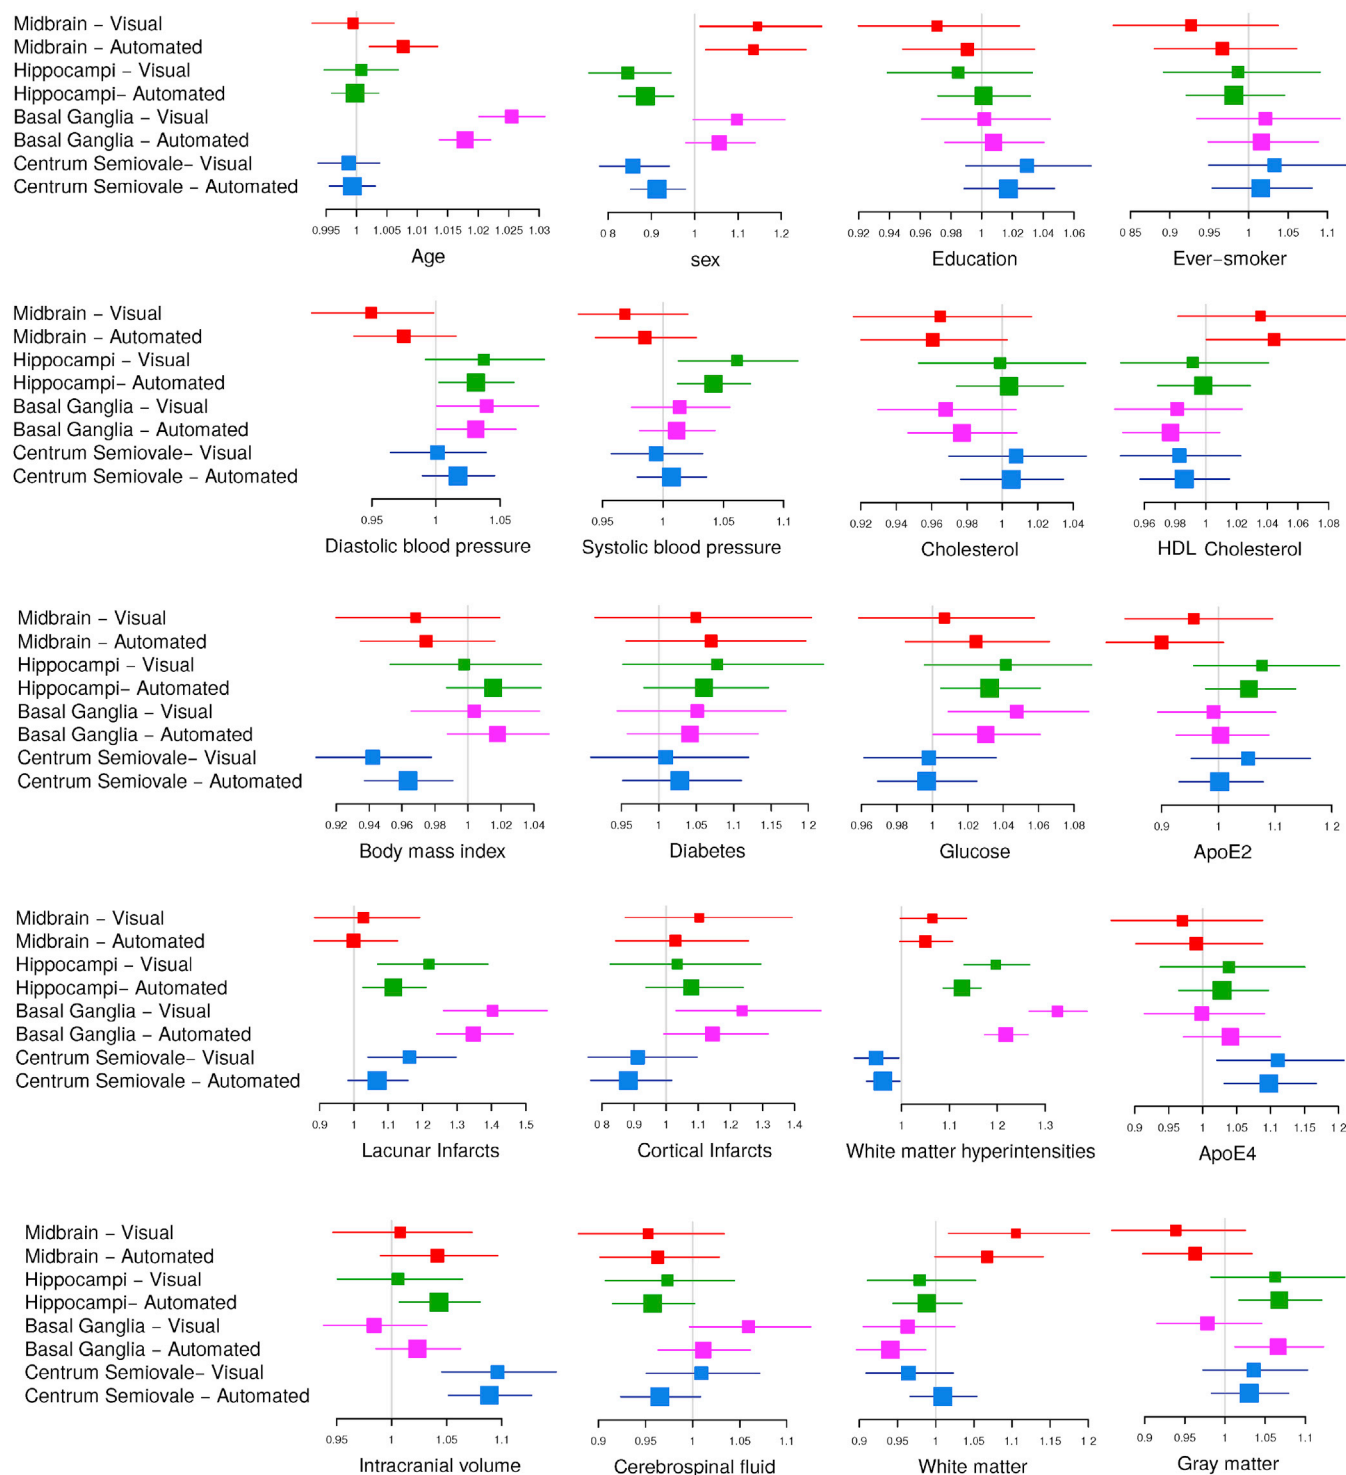 Midbrain – Visual
Midbrain – Automated
Hippocampi – Visual
Hippocampi– Automated
Basal Ganglia – Visual
Basal Ganglia – Automated
Centrum Semiovale– Visual
Centrum Semiovale – Automated
0.995 1 1.005 1.01 1.015 1.02 1.025 1.03
0 8 0.9 1 1.1 1.2
0.92 0.94 0.96 0.98 1 1.02 1.04 1.06
0 85 0.9 0.95 1 1.05 1.1
Age sex Education Ever–smoker
Midbrain – Visual
Midbrain – Automated
Hippocampi – Visual
Hippocampi– Automated
Basal Ganglia – Visual
Basal Ganglia – Automated
Centrum Semiovale– Visual
Centrum Semiovale – Automated
0.95 1 1.05
0.95 1 1.05 1.1
0.92 0.94 0.96 0.98 1 1.02 1.04
0.96 0.98 1 1.02 1.04 1.06 1.08
Diastolic blood pressure Systolic blood pressure Cholesterol HDL Cholesterol
Midbrain – Visual
Midbrain – Automated
Hippocampi – Visual
Hippocampi– Automated
Basal Ganglia – Visual
Basal Ganglia – Automated
Centrum Semiovale– Visual
Centrum Semiovale – Automated
0.92 0.94 0.96 0.98 1 1.02 1.04
0.95 1 1.05 1.1 1.15 1.2
0.96 0.98 1 1.02 1.04 1.06 1.08
0.9 1 1.1 1 2
Body mass index Diabetes Glucose ApoE2
Midbrain – Visual
Midbrain – Automated
Hippocampi – Visual
Hippocampi– Automated
Basal Ganglia – Visual
Basal Ganglia – Automated
Centrum Semiovale– Visual
Centrum Semiovale – Automated
0.9 1 1.1 1.2 1.3 1.4 1.5
0 8 0.9 1 1.1 1 2 1.3 1.4
1 1.1 1.2 1.3
0.9 0.95 1 1.05 1.1 1.15 1 2
Lacunar Infarcts Cortical Infarcts White matter hyperintensities ApoE4
Midbrain – Visual
Midbrain – Automated
Hippocampi – Visual
Hippocampi– Automated
Basal Ganglia – Visual
Basal Ganglia – Automated
Centrum Semiovale– Visual
Centrum Semiovale – Automated
0.95 1 1.05 1.1
0.9 0.95 1 1.05 1.1
0.9 0.95 1 1.05 1.1 1.15 1 2
0.9 0.95 1 1.05 1.1
Intracranial volume Cerebrospinal fluid White matter Gray matter